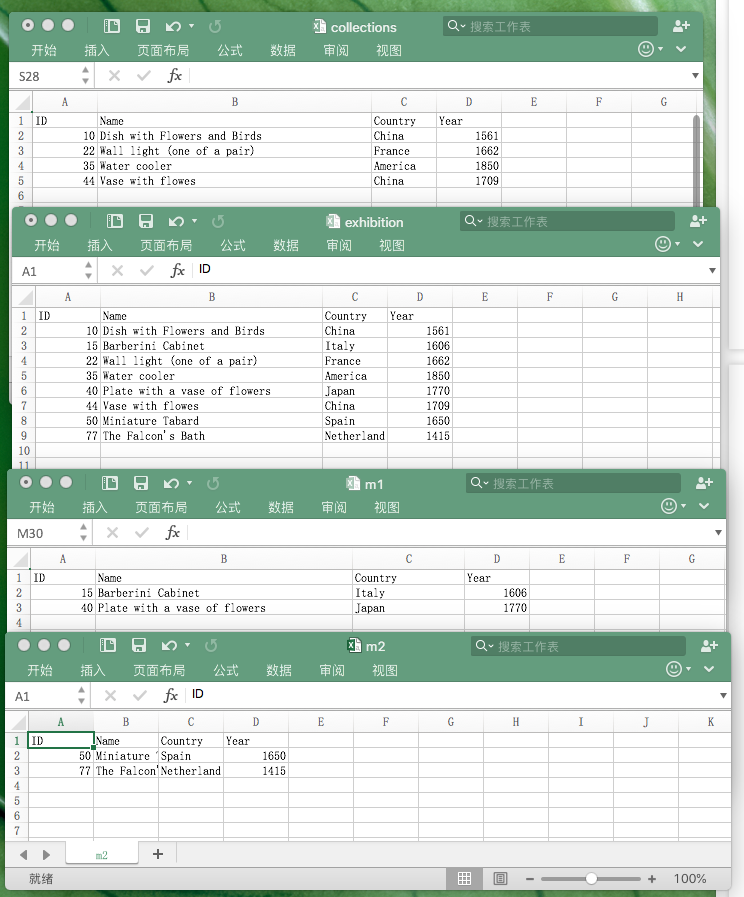 collections
搜索工作表
开始 插入 页面布局 公式 数据 审阅 视图
S28 fx
A B C D E F G
1 ID Name Country Year
2 10 Dish with Flowers and Birds China 1561
3 22 Wall light (one of a pair) France 1662
4 35 Water cooler America 1850
5 44 Vase with flowes China 1709
6
exhibition
搜索工作表
开始 插入 页面布局 公式 数据 审阅 视图
A1 fx ID
A B C D E F G H
1 ID Name Country Year
2 10 Dish with Flowers and Birds China 1561
3 15 Barberini Cabinet Italy 1606
4 22 Wall light (one of a pair) France 1662
5 35 Water cooler America 1850
6 40 Plate with a vase of flowers Japan 1770
7 44 Vase with flowes China 1709
8 50 Miniature Tabard Spain 1650
9 77 The Falcon's Bath Netherland 1415
10
11
m1
搜索工作表
开始 插入 页面布局 公式 数据 审阅 视图
M30 fx
A B C D E F G
1 ID Name Country Year
2 15 Barberini Cabinet Italy 1606
3 40 Plate with a vase of flowers Japan 1770
4
m2
搜索工作表
开始 插入 页面布局 公式 数据 审阅 视图
A1 fx ID
A B C D E F G H I J K
1 ID Name Country Year
2 50 Miniature Spain 1650
3 77 The Falcon' Netherland 1415
4
5
6
7
m2
就绪 100%